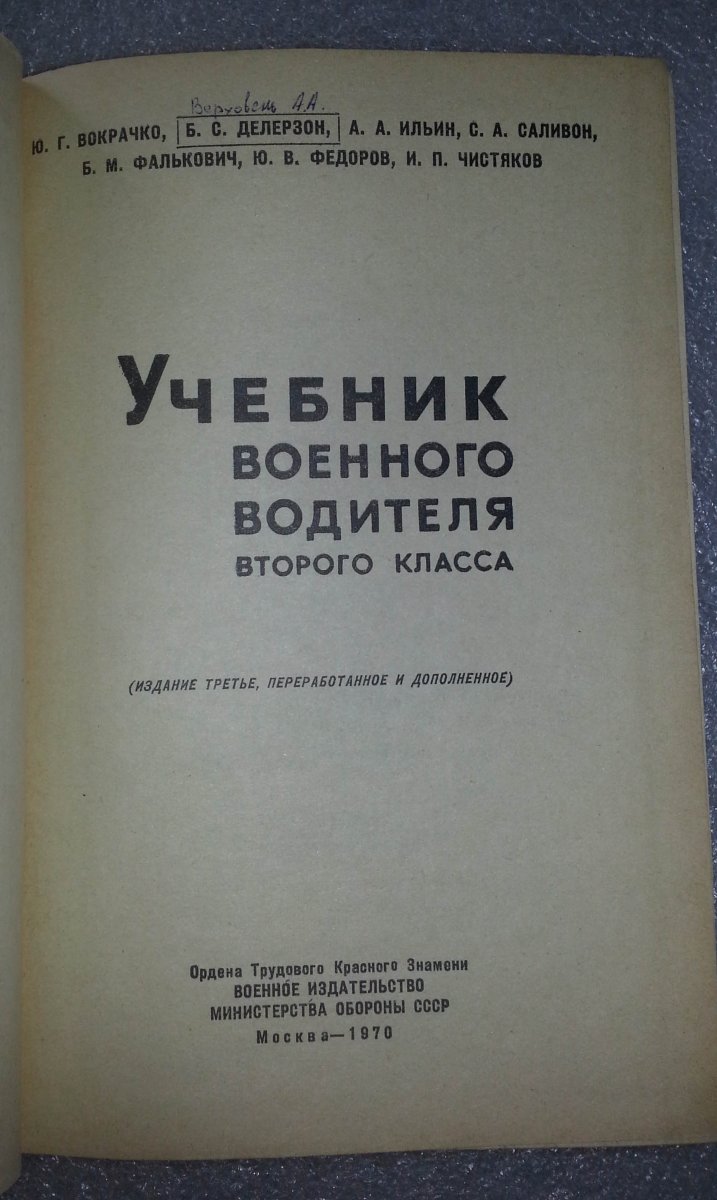 Верховец А.А.
Ю. Г. ВОКРАЧКО, Б. С. ДЕЛЕРЗОН, А. А. ИЛЬИН, С. А. САЛИВОН,
Б. М. ФАЛЬКОВИЧ, Ю. В. ФЕДОРОВ, И. П. ЧИСТЯКОВ
УЧЕБНИК
ВОЕННОГО
ВОДИТЕЛЯ
ВТОРОГО КЛАССА
(ИЗДАНИЕ ТРЕТЬЕ, ПЕРЕРАБОТАННОЕ И ДОПОЛНЕННОЕ)
Ордена Трудового Красного Знамени
ВОЕННОЕ ИЗДАТЕЛЬСТВО
МИНИСТЕРСТВА ОБОРОНЫ СССР
Москва—1970